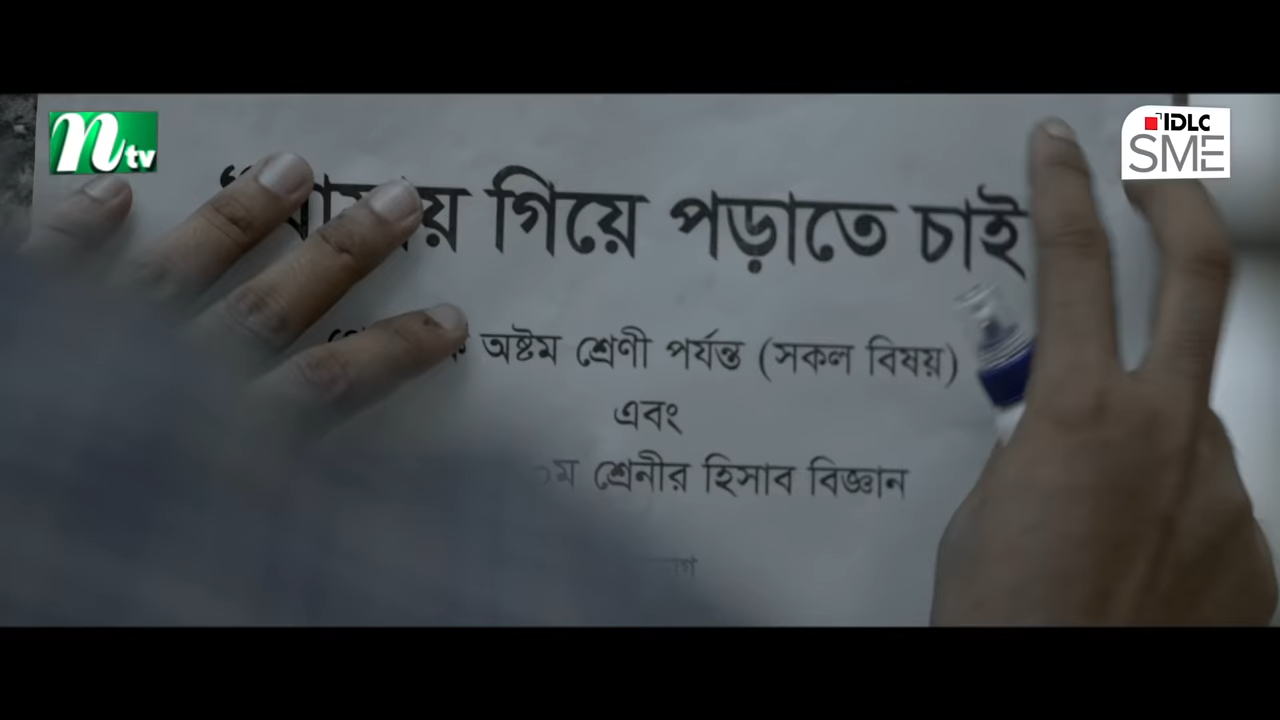 ntv
IDLC
SME
গিয়ে পড়াতে চাই
অষ্টম শ্রেণী পর্যন্ত (সকল বিষয়)
এবং
শ্রেনীর হিসাব বিজ্ঞান